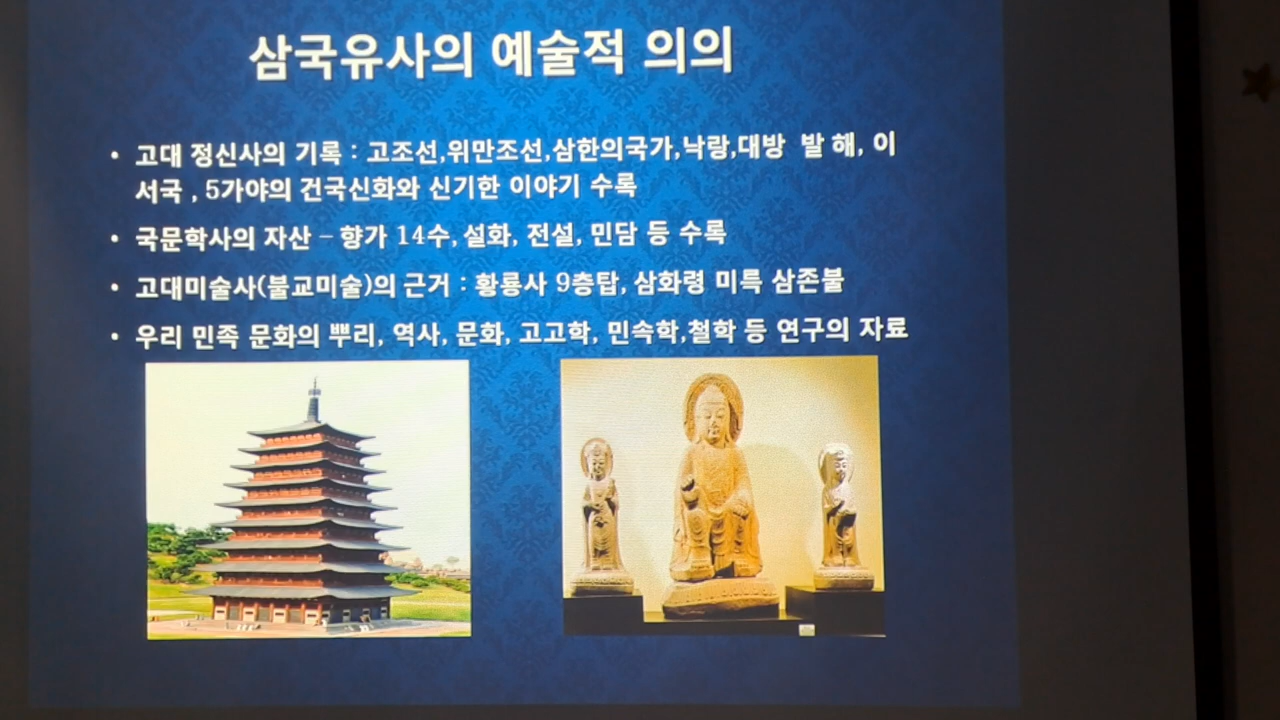 삼국유사의 예술적 의의
• 고대 정신사의 기록 : 고조선,위만조선,삼한의국가,낙랑,대방 발 해, 이
서국 , 5가야의 건국신화와 신기한 이야기 수록
• 국문학사의 자산 – 향가 14수, 설화, 전설, 민담 등 수록
• 고대미술사(불교미술)의 근거 : 황룡사 9층탑, 삼화령 미륵 삼존불
• 우리 민족 문화의 뿌리, 역사, 문화, 고고학, 민속학,철학 등 연구의 자료